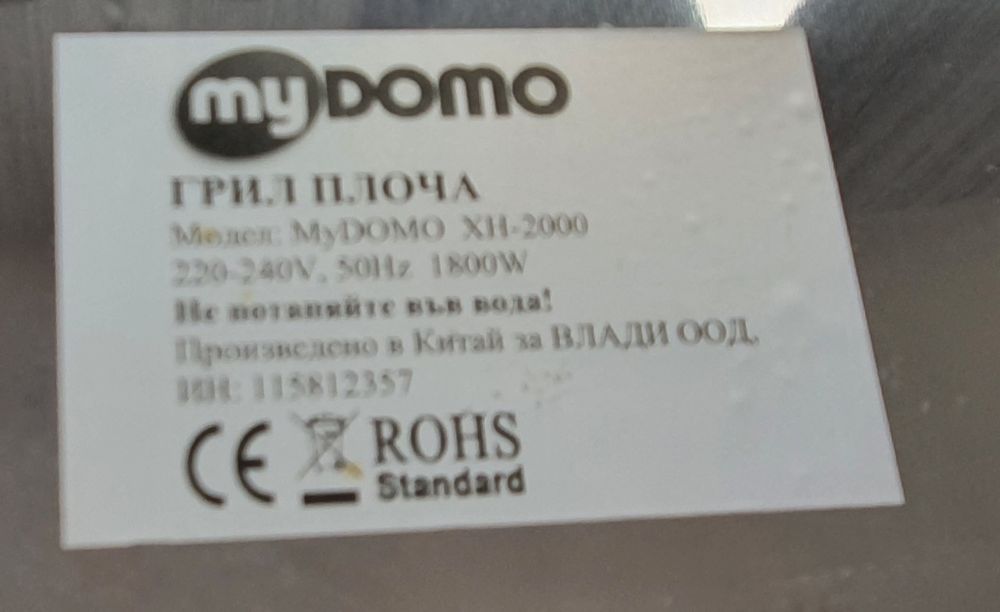 myDOMO
ГРИЛ ПЛОЧА
Модел: MyDOMO XH-2000
220-240V, 50Hz 1800W
Не потапяйте във вода!
Произведено в Китай за ВЛАДИ ООД,
ИН: 115812357
CE ROHS
Standard